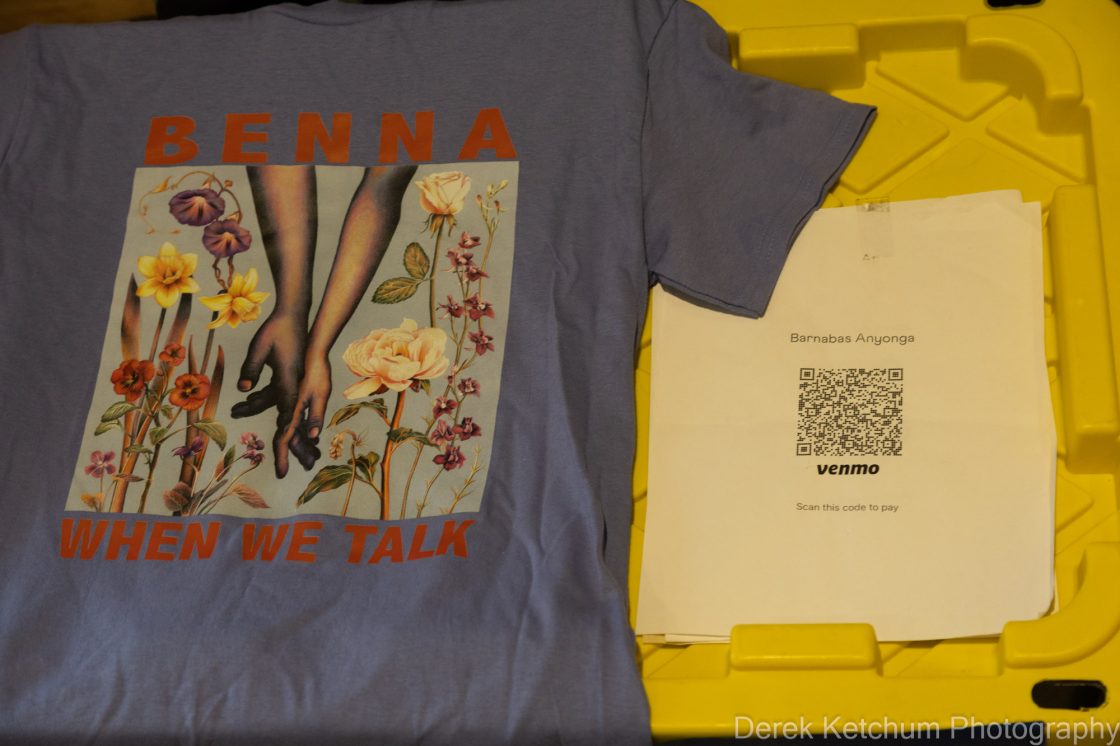 BENNA
WHEN WE TALK
Barnabas Anyonga
venmo
Scan this code to pay
Derek Ketchum Photography